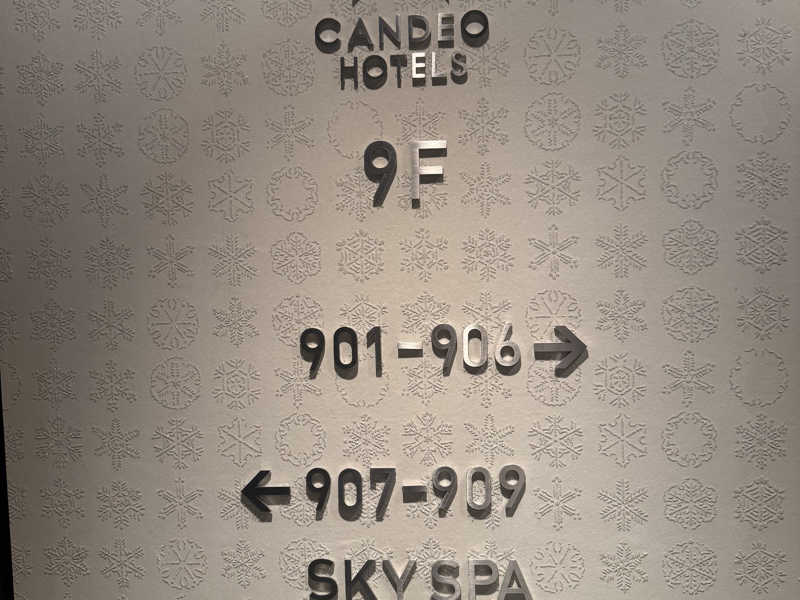 CANDEO
HOTELS
9F
901-906→
←907-909
SKY SPA